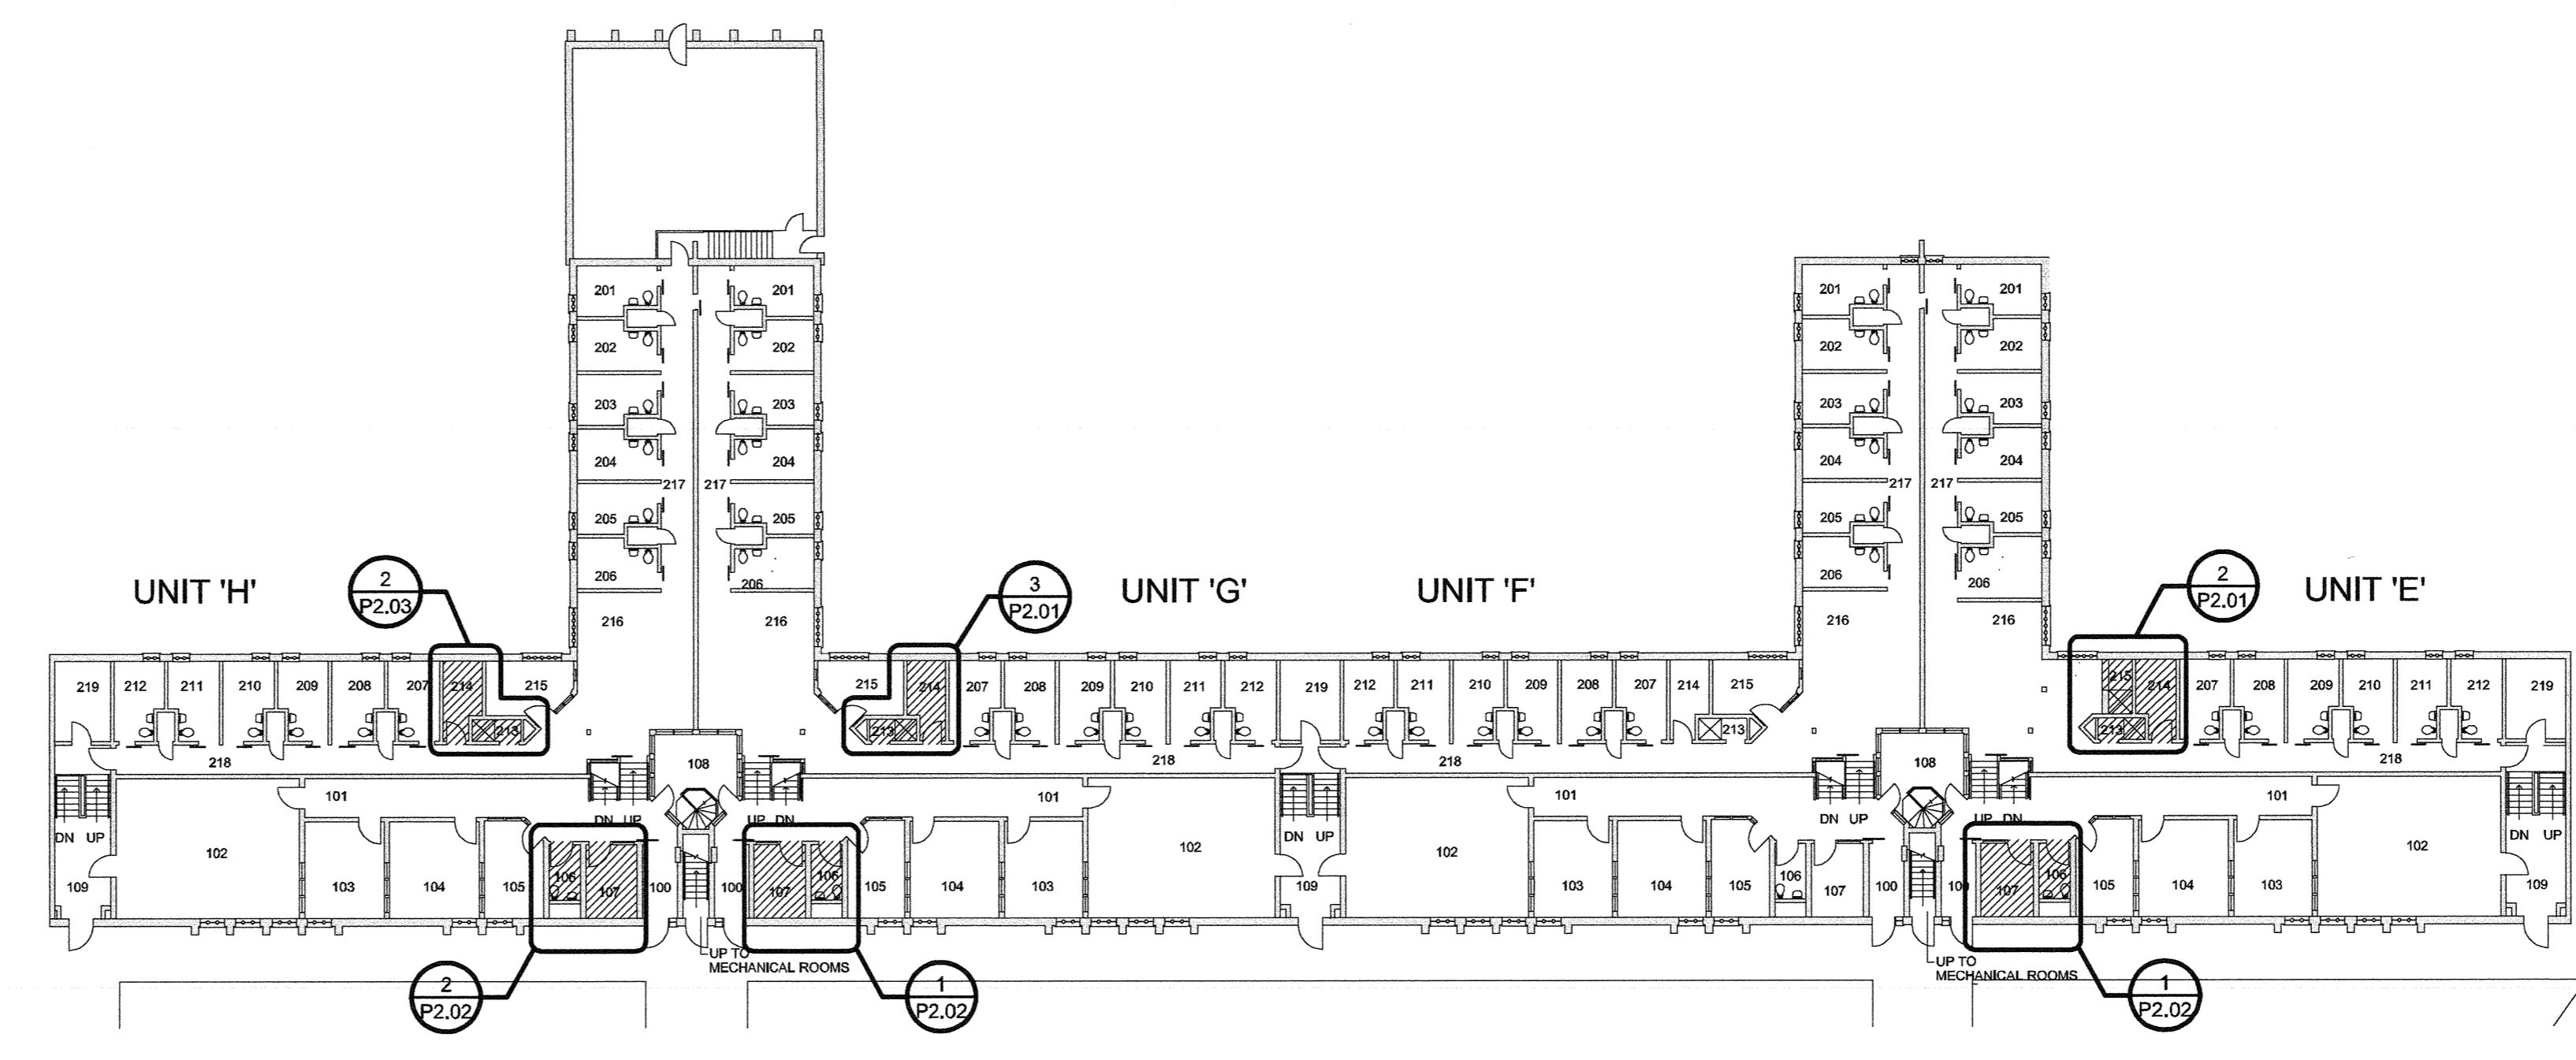 201 201 201 201
202 202 202 202
203 203 203 203
204 204 204 204
217 217 217 217
205 205 205 205
206 206 206 206
UNIT 'H'
2
P2.03
3
P2.01
UNIT 'G'
UNIT 'F'
2
P2.01
UNIT 'E'
216 216 216 216
219 212 211 210 209 208 207 214 215 215 214 207 208 209 210 211 212 219 212 211 210 209 208 207 214 215 215 214 207 208 209 210 211 212 219
213 213 213 213
218 108 218 218 108 218
101 101 101 101
DN UP UP DN DN UP UP DN
DN UP DN UP DN UP
102 102 102 102
109 103 104 105 106 107 100 100 107 106 105 104 103 109 103 104 105 106 107 100 100 107 106 105 104 103 109
UP TO
MECHANICAL ROOMS
UP TO
MECHANICAL ROOMS
2
P2.02
1
P2.02
1
P2.02